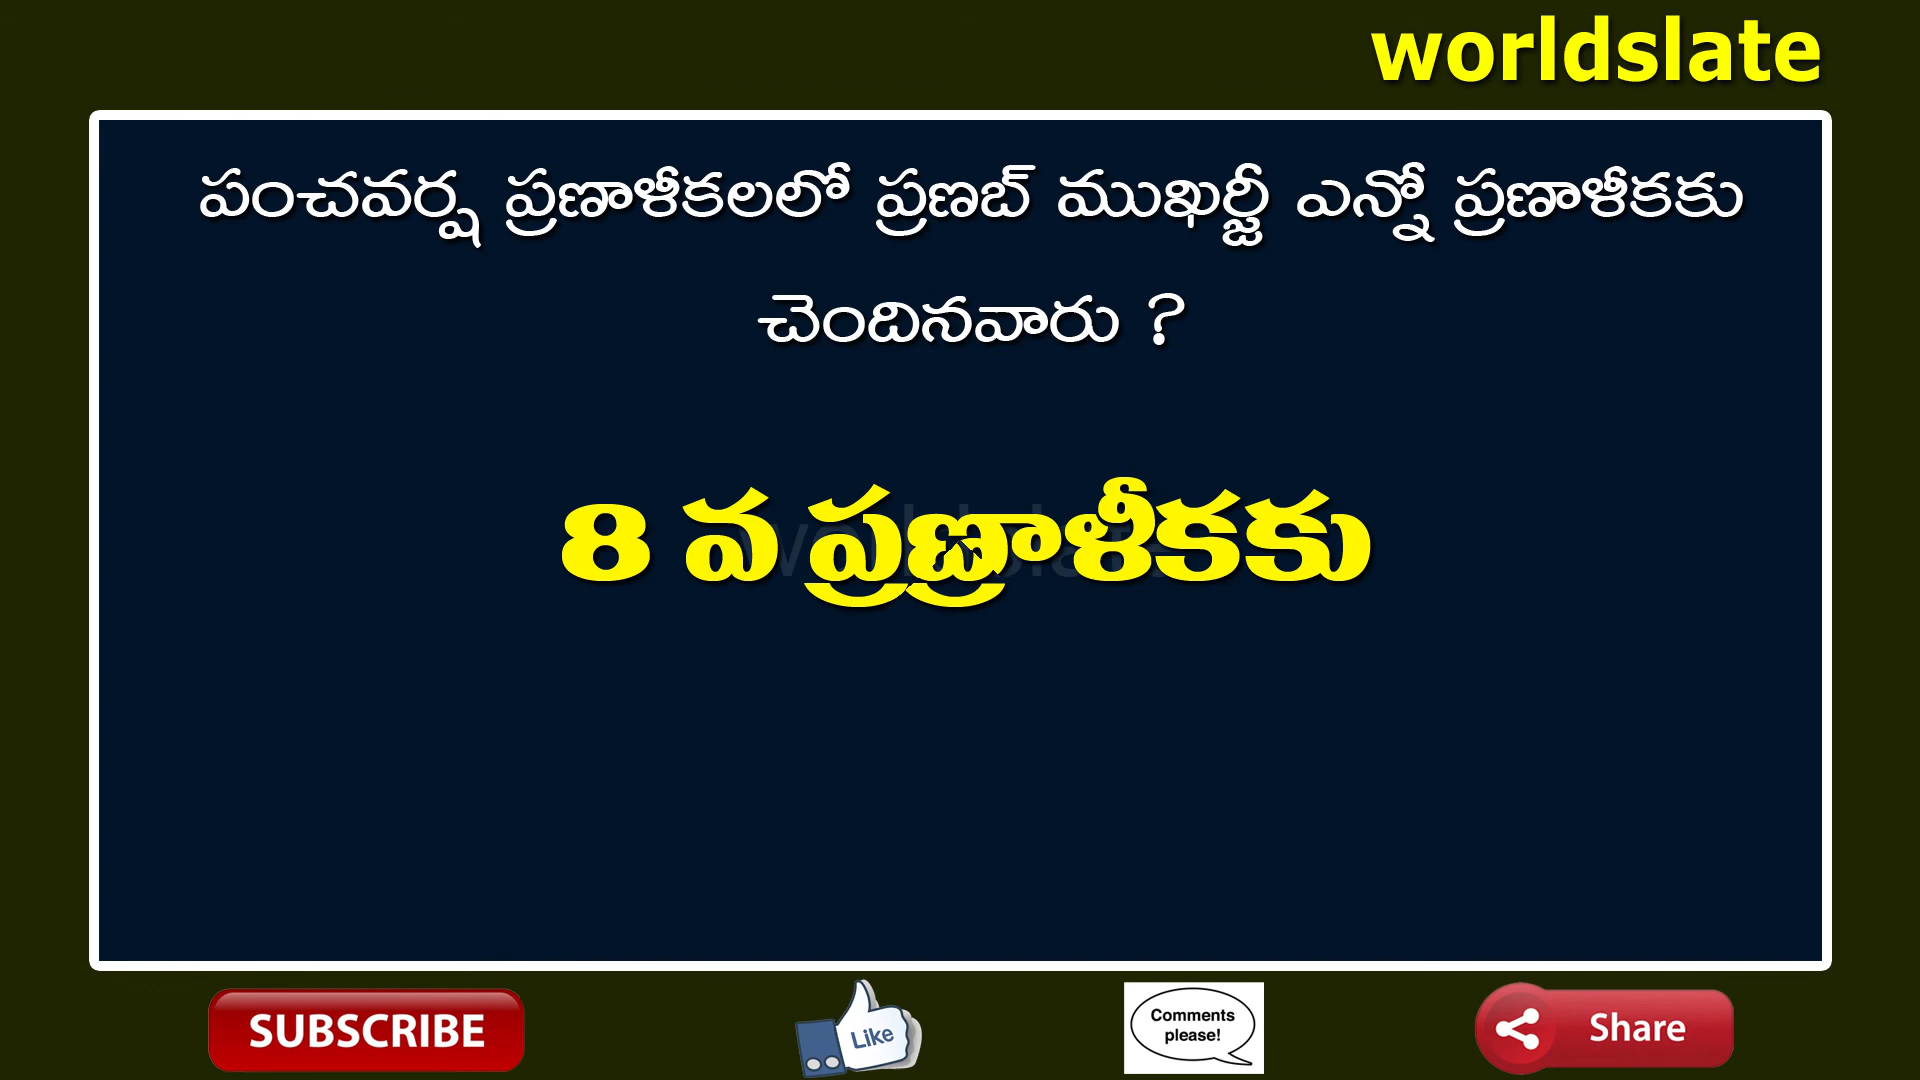 worldslate
పంచవర్ష ప్రణాళీకలలో ప్రణబ్ ముఖర్జీ ఎన్నో ప్రణాళీకకు
చెందినవారు ?
8 వ ప్రణ్రాళీకకు
SUBSCRIBE
Like
Comments
please!
Share